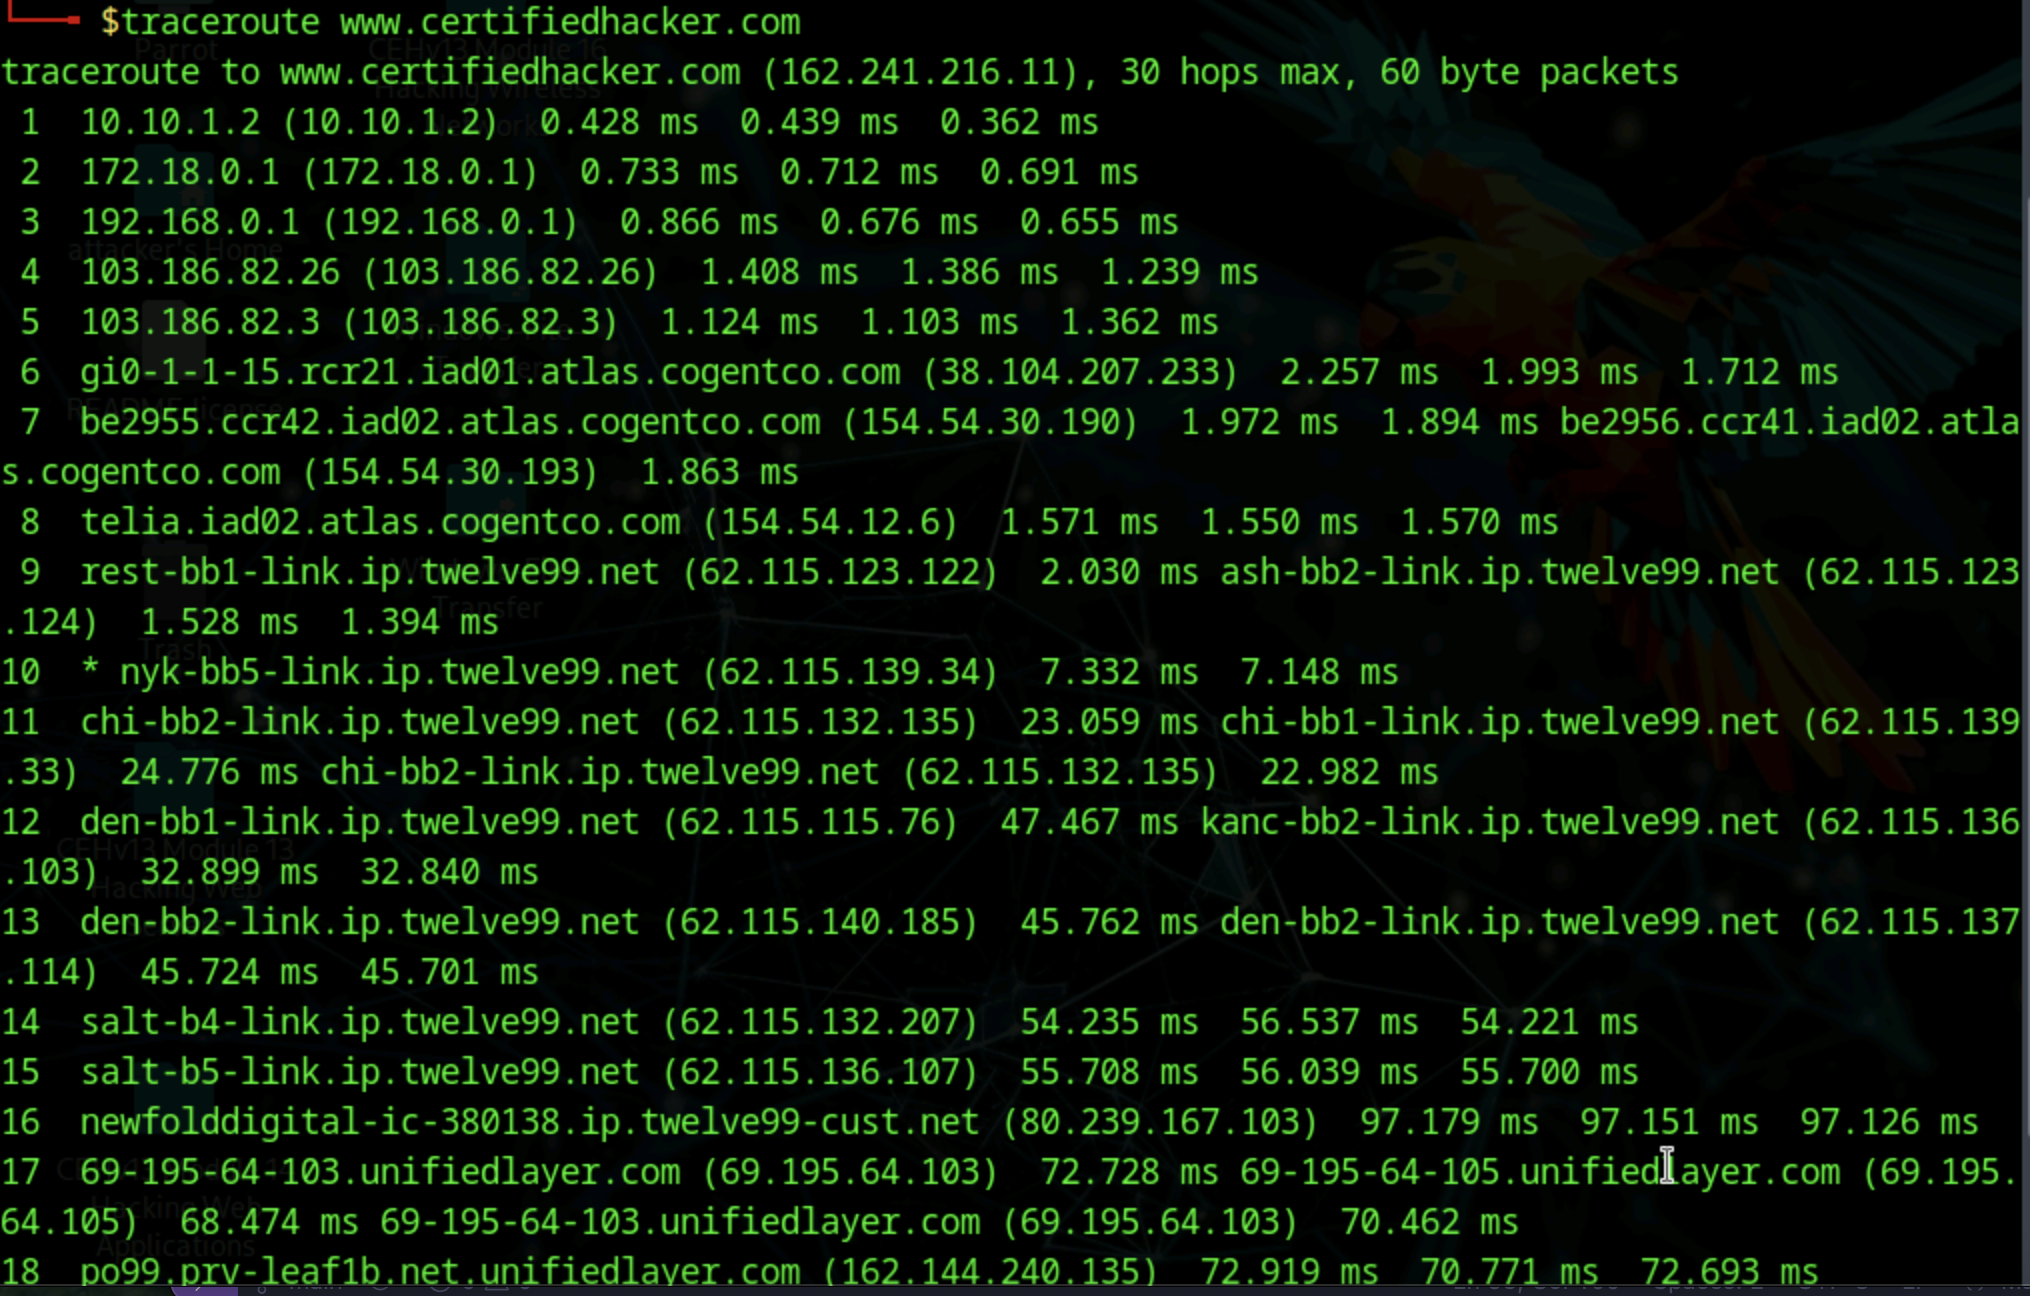 $traceroute www.certifiedhacker.com
traceroute to www.certifiedhacker.com (162.241.216.11), 30 hops max, 60 byte packets
1 10.10.1.2 (10.10.1.2) 0.428 ms 0.439 ms 0.362 ms
2 172.18.0.1 (172.18.0.1) 0.733 ms 0.712 ms 0.691 ms
3 192.168.0.1 (192.168.0.1) 0.866 ms 0.676 ms 0.655 ms
4 103.186.82.26 (103.186.82.26) 1.408 ms 1.386 ms 1.239 ms
5 103.186.82.3 (103.186.82.3) 1.124 ms 1.103 ms 1.362 ms
6 gi0-1-1-15.rcr21.iad01.atlas.cogentco.com (38.104.207.233) 2.257 ms 1.993 ms 1.712 ms
7 be2955.ccr42.iad02.atlas.cogentco.com (154.54.30.190) 1.972 ms 1.894 ms be2956.ccr41.iad02.atla
s.cogentco.com (154.54.30.193) 1.863 ms
8 telia.iad02.atlas.cogentco.com (154.54.12.6) 1.571 ms 1.550 ms 1.570 ms
9 rest-bb1-link.ip.twelve99.net (62.115.123.122) 2.030 ms ash-bb2-link.ip.twelve99.net (62.115.123
.124) 1.528 ms 1.394 ms
10 * nyk-bb5-link.ip.twelve99.net (62.115.139.34) 7.332 ms 7.148 ms
11 chi-bb2-link.ip.twelve99.net (62.115.132.135) 23.059 ms chi-bb1-link.ip.twelve99.net (62.115.139
.33) 24.776 ms chi-bb2-link.ip.twelve99.net (62.115.132.135) 22.982 ms
12 den-bb1-link.ip.twelve99.net (62.115.115.76) 47.467 ms kanc-bb2-link.ip.twelve99.net (62.115.136
.103) 32.899 ms 32.840 ms
13 den-bb2-link.ip.twelve99.net (62.115.140.185) 45.762 ms den-bb2-link.ip.twelve99.net (62.115.137
.114) 45.724 ms 45.701 ms
14 salt-b4-link.ip.twelve99.net (62.115.132.207) 54.235 ms 56.537 ms 54.221 ms
15 salt-b5-link.ip.twelve99.net (62.115.136.107) 55.708 ms 56.039 ms 55.700 ms
16 newfolddigital-ic-380138.ip.twelve99-cust.net (80.239.167.103) 97.179 ms 97.151 ms 97.126 ms
17 69-195-64-103.unifiedlayer.com (69.195.64.103) 72.728 ms 69-195-64-105.unifiedlayer.com (69.195.
64.105) 68.474 ms 69-195-64-103.unifiedlayer.com (69.195.64.103) 70.462 ms
18 po99.prv-leaf1b.net.unifiedlayer.com (162.144.240.135) 72.919 ms 70.771 ms 72.693 ms
Parrot
CEHv13 Module 16
Hacking Wireless
attacker's Home
README.license
Transfer
Trash
CEHv13 Module 13
Hacking Web
Hacking Web
Applications